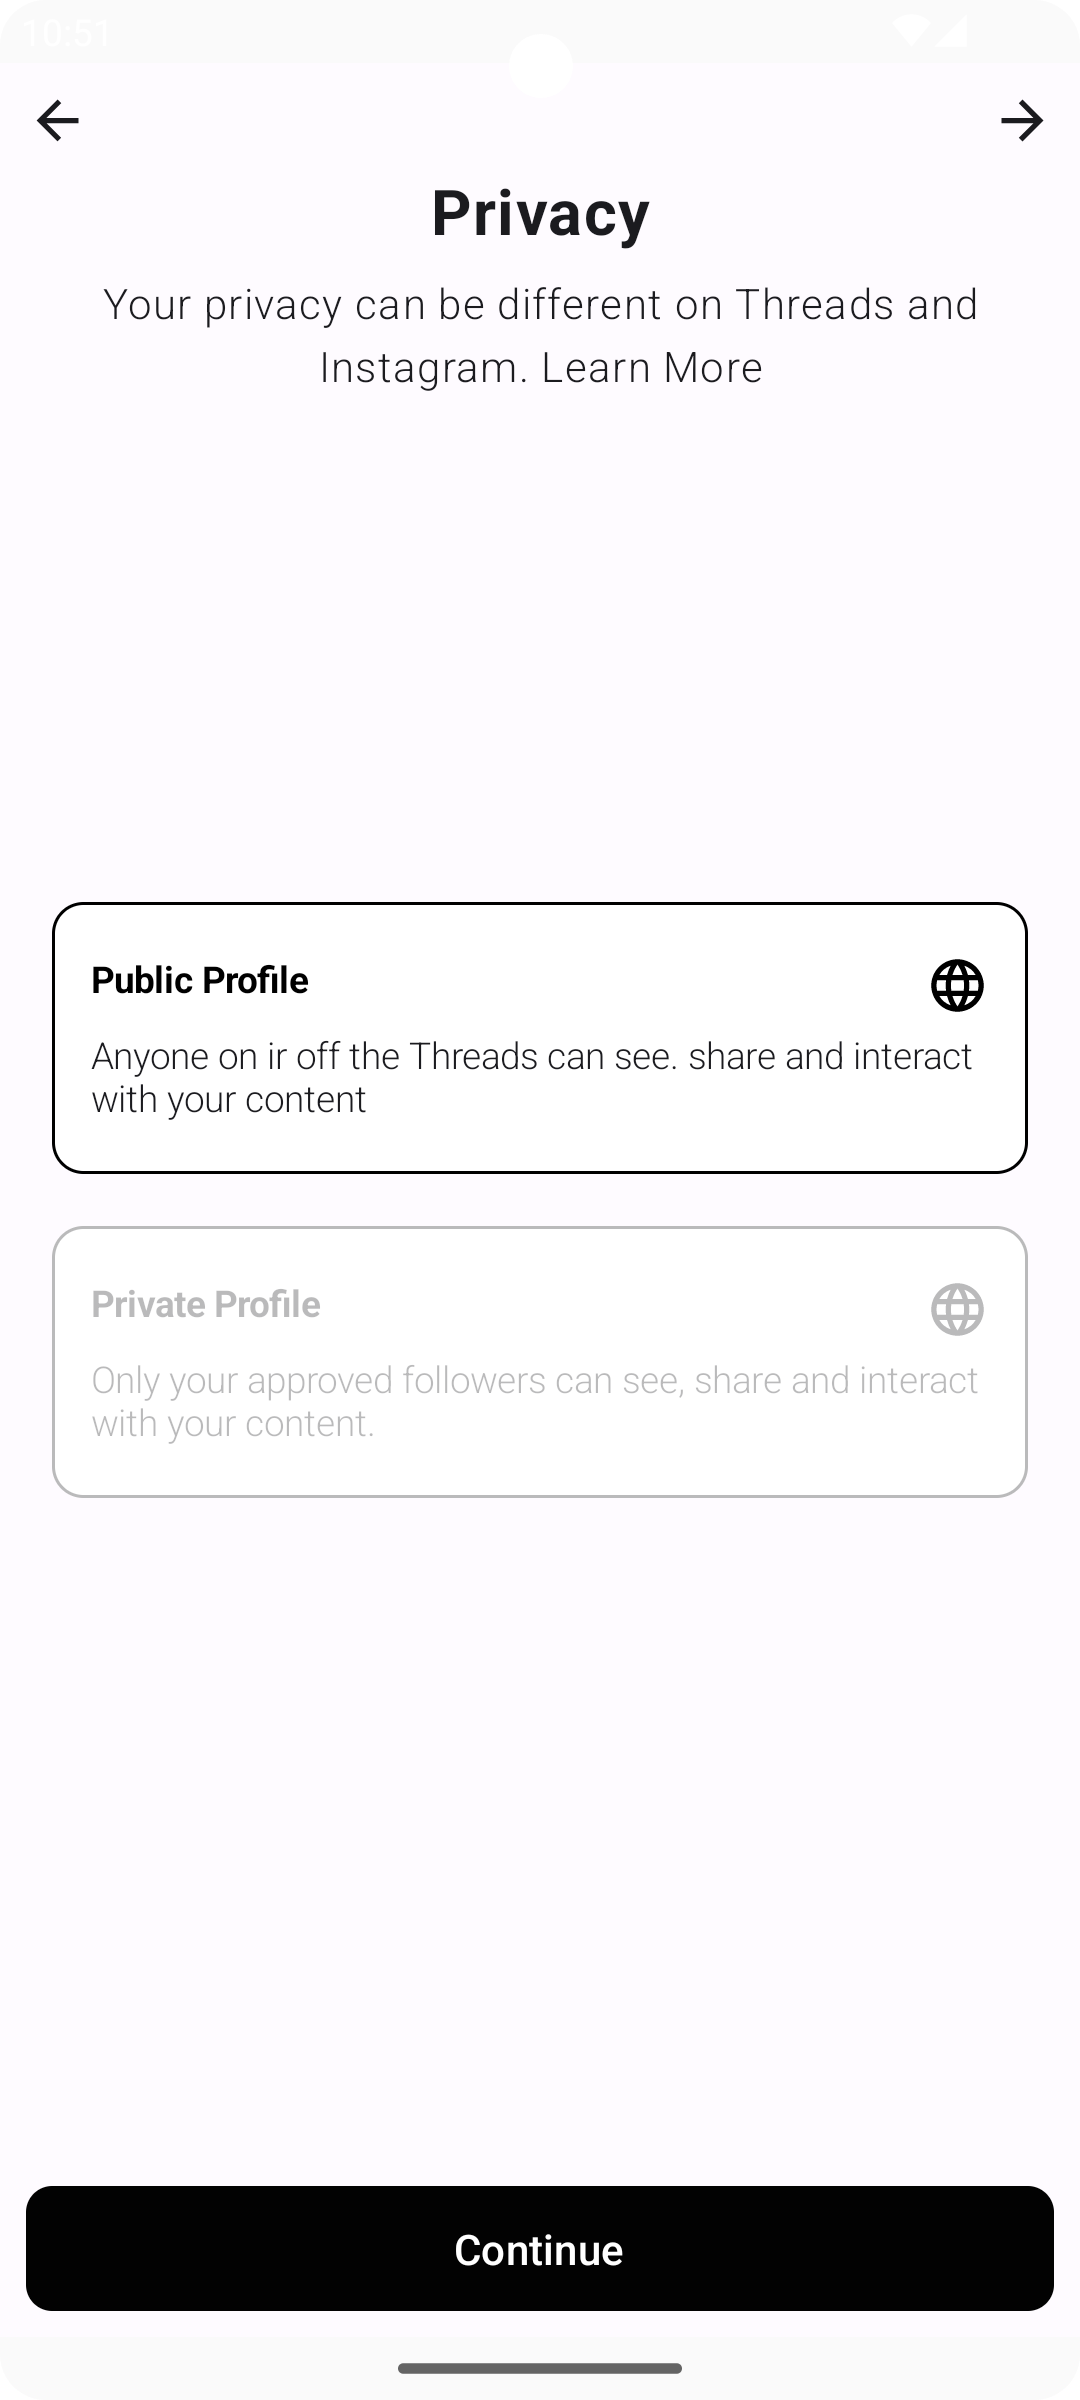 10:51
Privacy
Your privacy can be different on Threads and
Instagram. Learn More
Public Profile
Anyone on ir off the Threads can see. share and interact
with your content
Private Profile
Only your approved followers can see, share and interact
with your content.
Continue